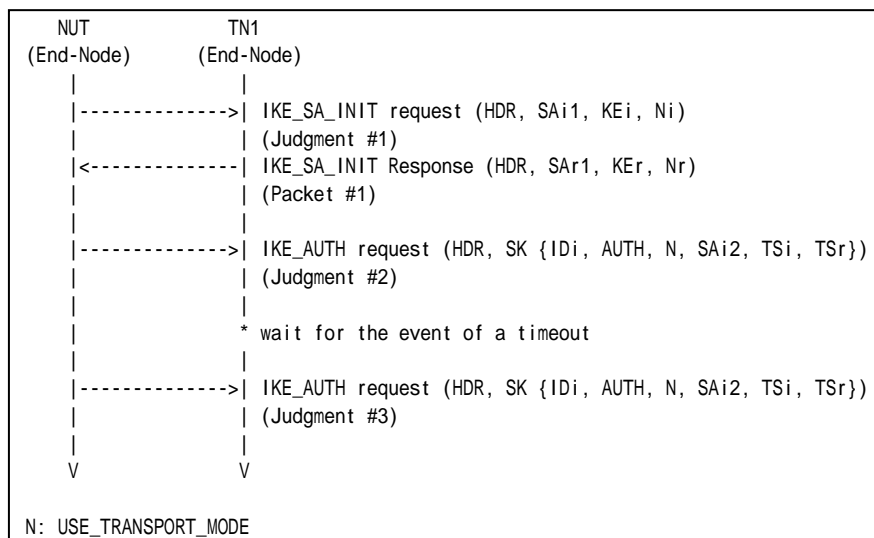 NUT TN1
(End-Node) (End-Node)
| |
|-------------->| IKE_SA_INIT request (HDR, SAi1, KEi, Ni)
| | (Judgment #1)
|<--------------| IKE_SA_INIT Response (HDR, SAr1, KEr, Nr)
| | (Packet #1)
| |
|-------------->| IKE_AUTH request (HDR, SK {IDi, AUTH, N, SAi2, TSi, TSr})
| | (Judgment #2)
| |
| * wait for the event of a timeout
| |
|-------------->| IKE_AUTH request (HDR, SK {IDi, AUTH, N, SAi2, TSi, TSr})
| | (Judgment #3)
| |
V V
N: USE_TRANSPORT_MODE